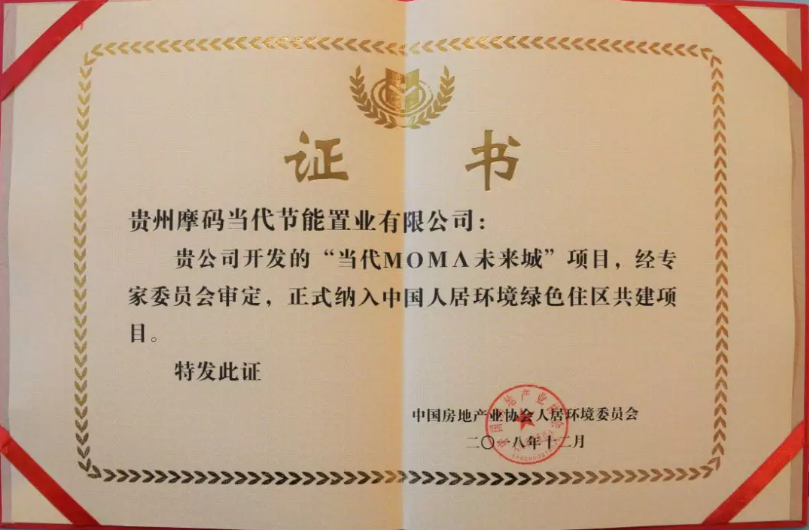 证 书
贵州摩码当代节能置业有限公司：
贵公司开发的“当代MOMΛ未来城”项目，经专
家委员会审定，正式纳入中国人居环境绿色住区共建项
目。
特发此证
中国房地产业协会人居环境委员会
二〇一八年十二月